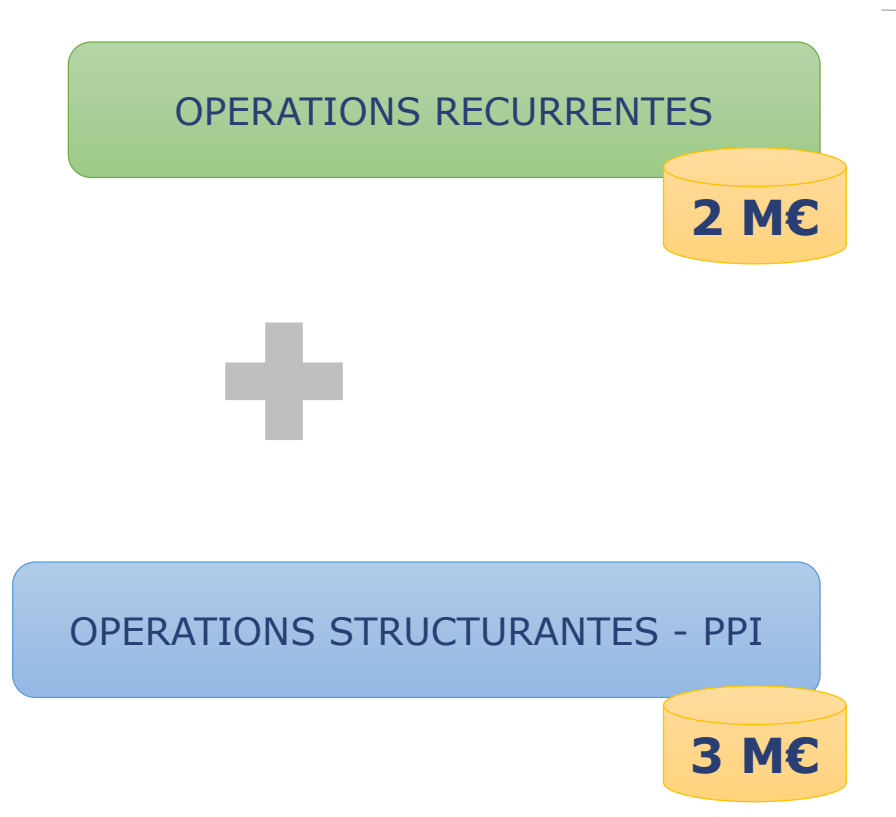 OPERATIONS RECURRENTES
2 M€
OPERATIONS STRUCTURANTES - PPI
3 M€